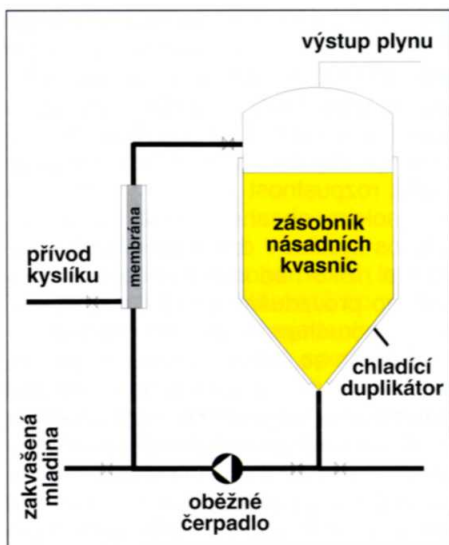 výstup plynu
zásobník
násadních
kvasnic
membrána
přívod
kyslíku
chladící
duplikátor
zakvašená
mladina
oběžné
čerpadlo